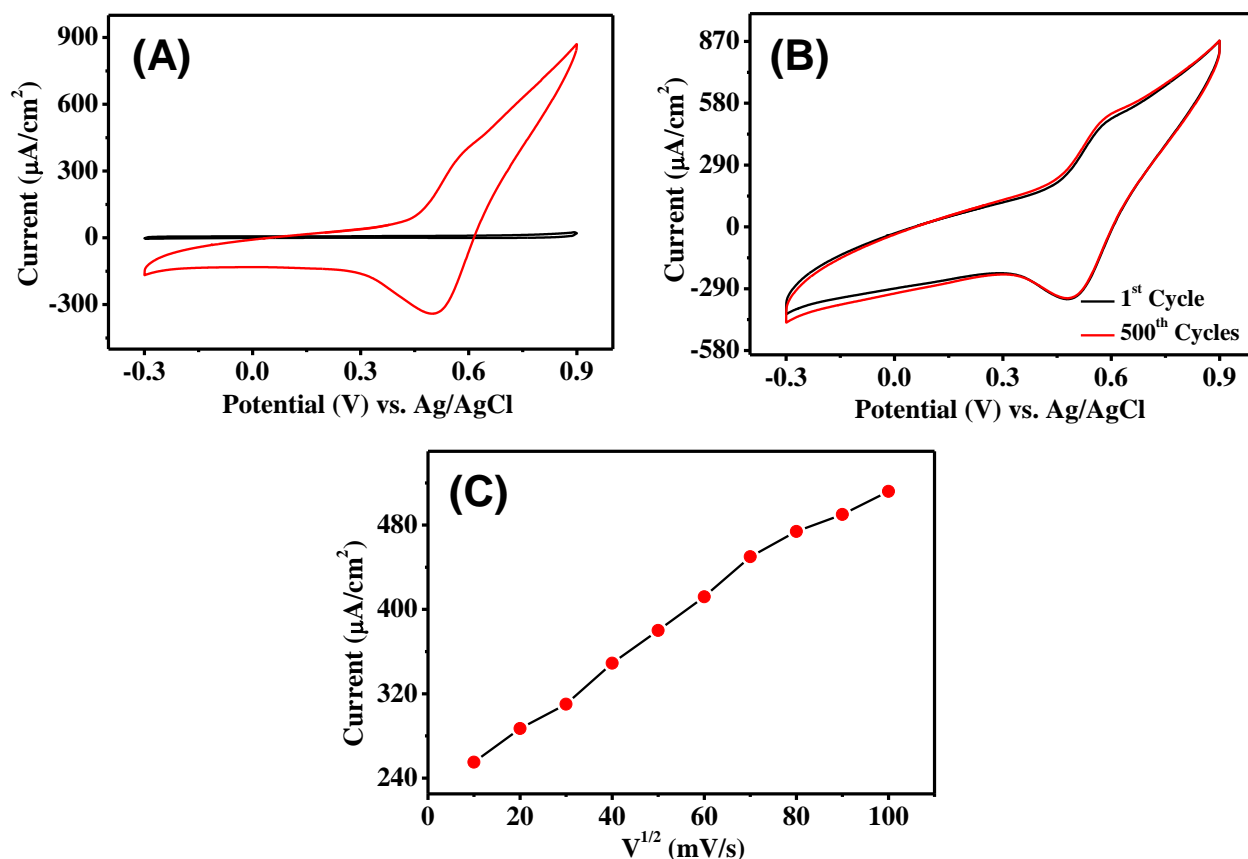 (A)
900
600
300
0
-300
Current (µA/cm²)
-0.3 0.0 0.3 0.6 0.9
Potential (V) vs. Ag/AgCl
(B)
870
580
290
0
-290
-580
Current (µA/cm²)
1st Cycle
500th Cycles
-0.3 0.0 0.3 0.6 0.9
Potential (V) vs. Ag/AgCl
(C)
480
400
320
240
Current (µA/cm²)
0 20 40 60 80 100
V1/2 (mV/s)